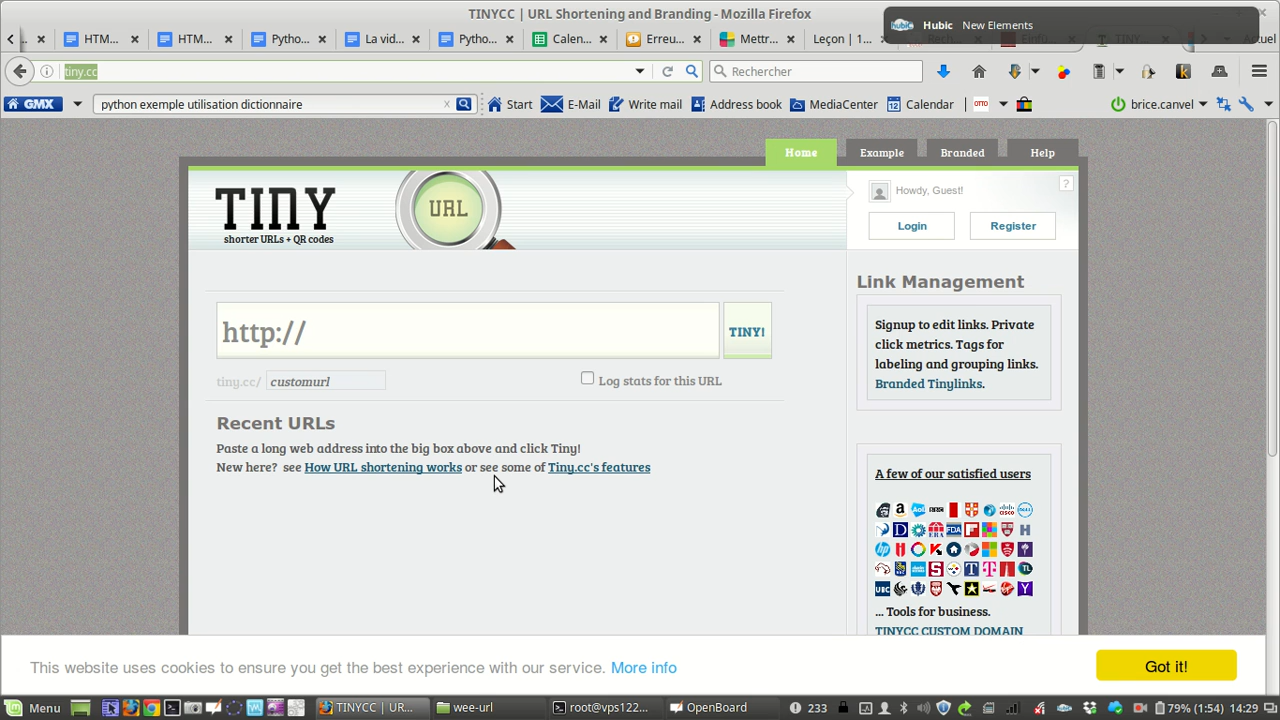 TINYCC | URL Shortening and Branding - Mozilla Firefox
Hubic New Elements
HTM...
HTM...
Pytho...
La vid...
Pytho...
Calen...
Erreu...
Mettr...
Leçon | 1...
Actuel
tiny.cc
Rechercher
GMX
python exemple utilisation dictionaire
Start
E-Mail
Write mail
Address book
MediaCenter
Calendar
OTTO
brice.canvel
Home
Example
Branded
Help
TINY
URL
shorter URLs + QR codes
Howdy, Guest!
?
Login
Register
http://
TINY!
tiny.cc/
customurl
Log stats for this URL
Recent URLs
Paste a long web address into the big box above and click Tiny!
New here? see How URL shortening works or see some of Tiny.cc's features
Link Management
Signup to edit links. Private
click metrics. Tags for
labeling and grouping links.
Branded Tinylinks.
A few of our satisfied users
... Tools for business.
TINYCC CUSTOM DOMAIN
This website uses cookies to ensure you get the best experience with our service. More info
Got it!
Menu
TINYCC | UR...
wee-url
root@vps122...
OpenBoard
233
79% (1:54)
14:29